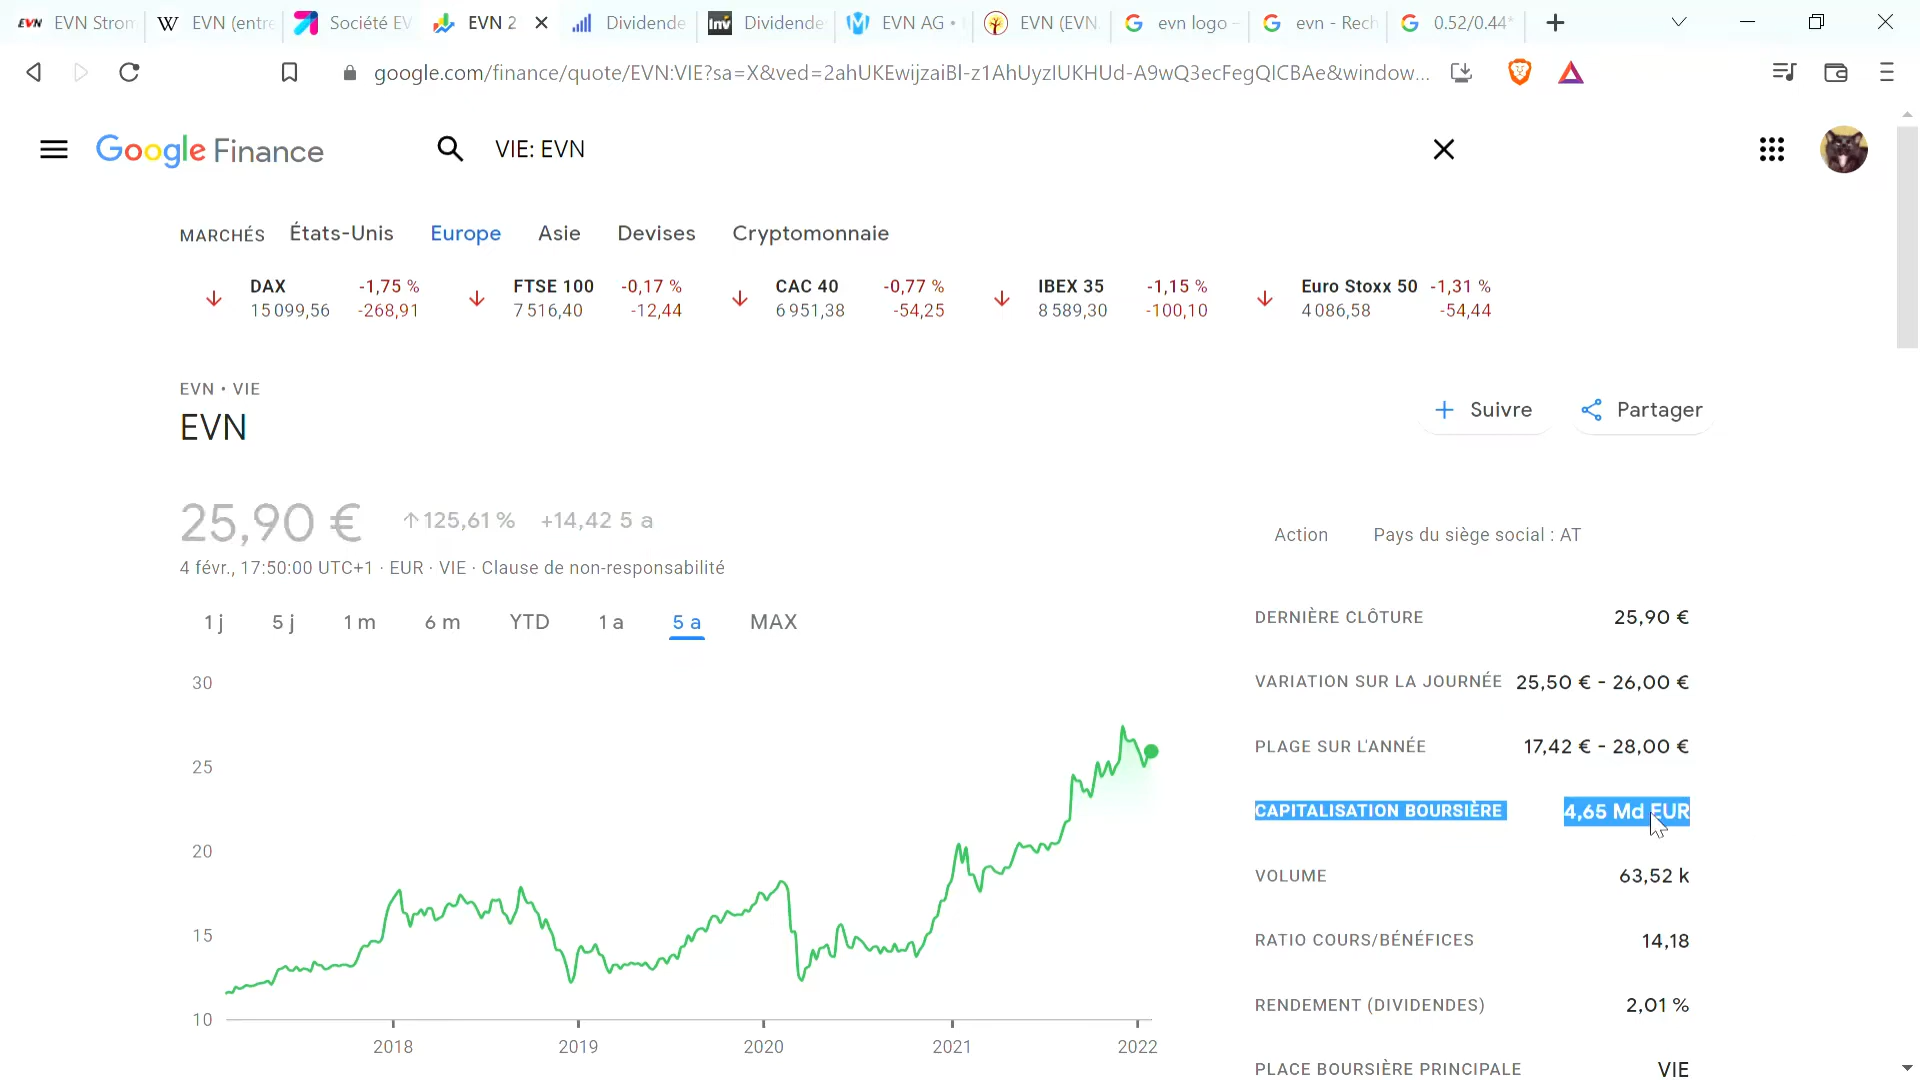 EVN EVN Strom
W EVN (entre
Société EV
EVN 2
Dividende
Inv Dividende
EVN AG •
EVN (EVN.
evn logo –
evn - Rech
0.52/0.44*
google.com/finance/quote/EVN:VIE?sa=X&ved=2ahUKEwijzaiBl-z1AhUyzIUKHUd-A9wQ3ecFegQICBAe&window...
Google Finance
VIE: EVN
MARCHÉS États-Unis Europe Asie Devises Cryptomonnaie
DAX -1,75 % FTSE 100 -0,17 % CAC 40 -0,77 % IBEX 35 -1,15 % Euro Stoxx 50 -1,31 %
15 099,56 -268,91 7 516,40 -12,44 6 951,38 -54,25 8 589,30 -100,10 4 086,58 -54,44
EVN • VIE
EVN
Suivre Partager
25,90 € ↑125,61 % +14,42 5 a
4 févr., 17:50:00 UTC+1 · EUR · VIE · Clause de non-responsabilité
1 j 5 j 1 m 6 m YTD 1 a 5 a MAX
30
25
20
15
10
2018 2019 2020 2021 2022
Action Pays du siège social : AT
DERNIÈRE CLÔTURE 25,90 €
VARIATION SUR LA JOURNÉE 25,50 € - 26,00 €
PLAGE SUR L'ANNÉE 17,42 € - 28,00 €
CAPITALISATION BOURSIÈRE 4,65 Md EUR
VOLUME 63,52 k
RATIO COURS/BÉNÉFICES 14,18
RENDEMENT (DIVIDENDES) 2,01 %
PLACE BOURSIÈRE PRINCIPALE VIE